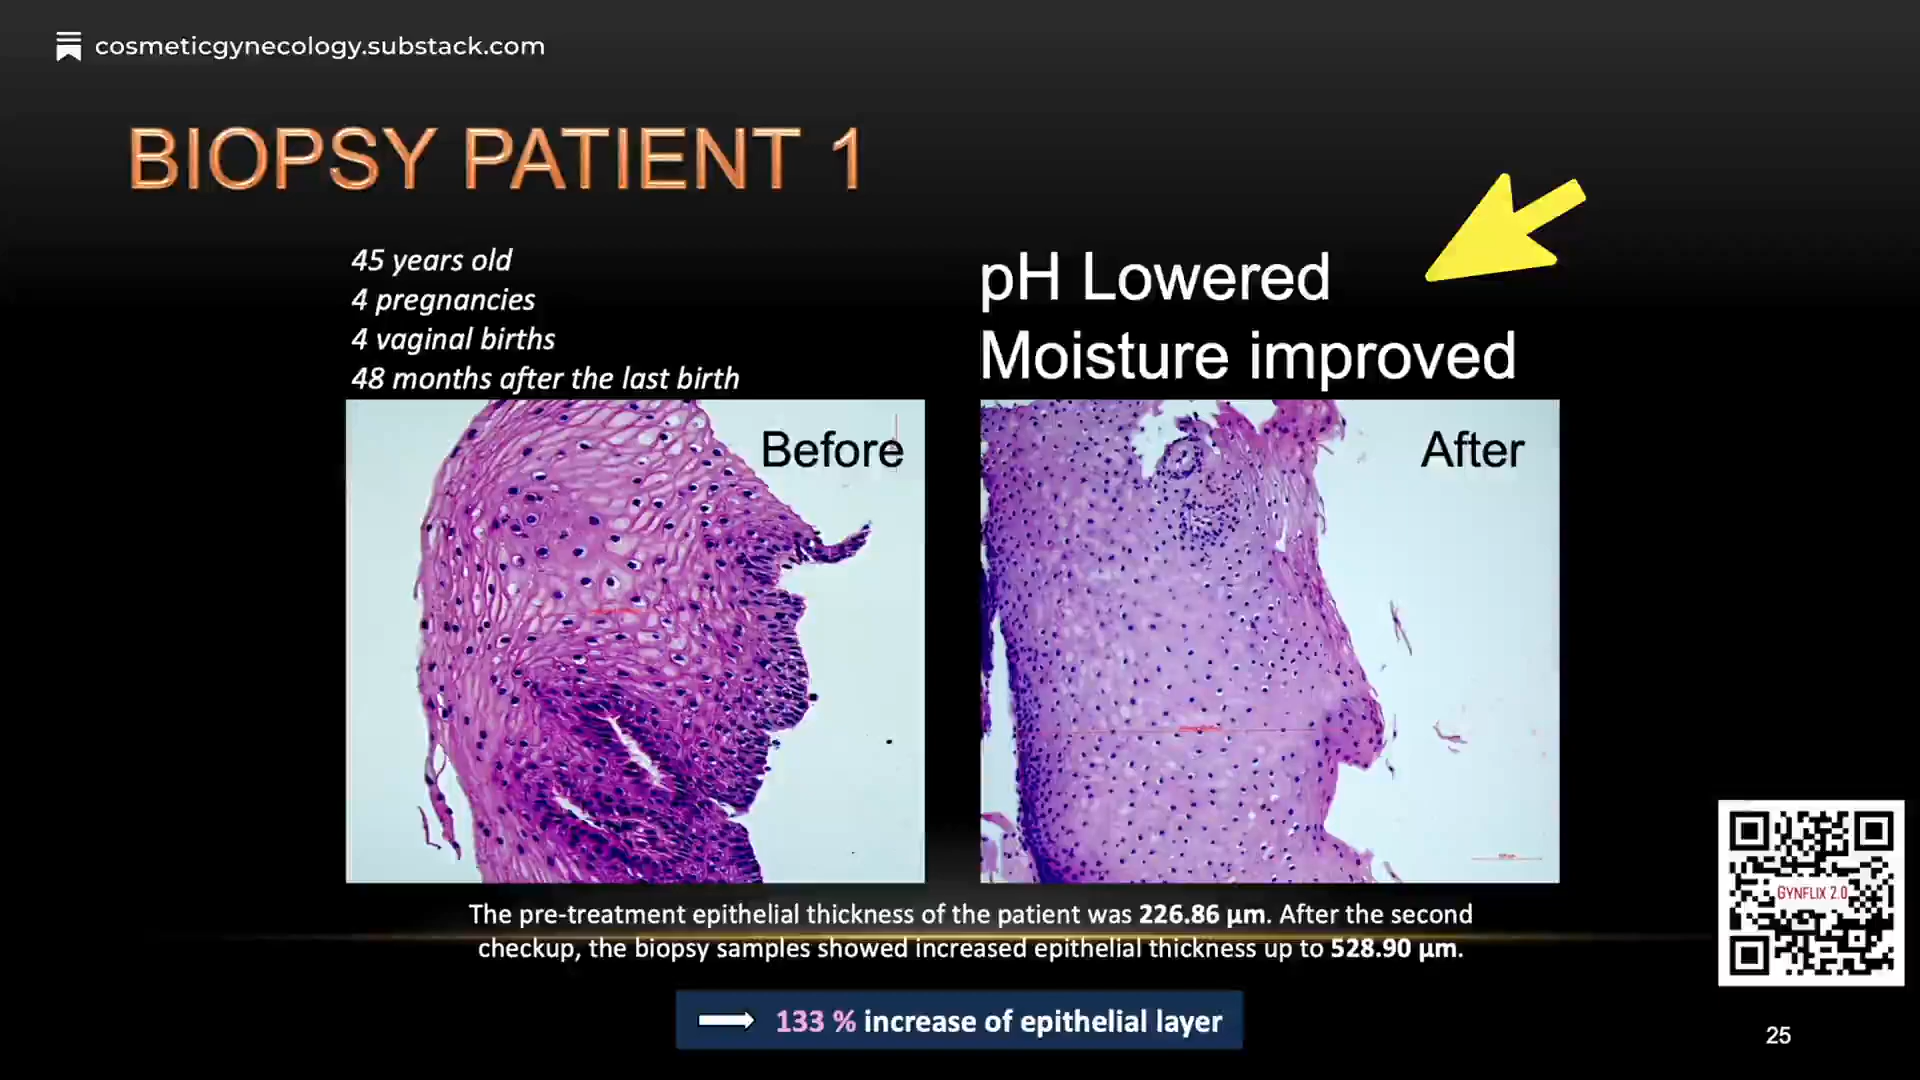 cosmeticgynecology.substack.com
BIOPSY PATIENT 1
45 years old
4 pregnancies
4 vaginal births
48 months after the last birth
pH Lowered
Moisture improved
Before
After
The pre-treatment epithelial thickness of the patient was 226.86 µm. After the second
checkup, the biopsy samples showed increased epithelial thickness up to 528.90 µm.
133 % increase of epithelial layer
GYNFLIX 2.0
25